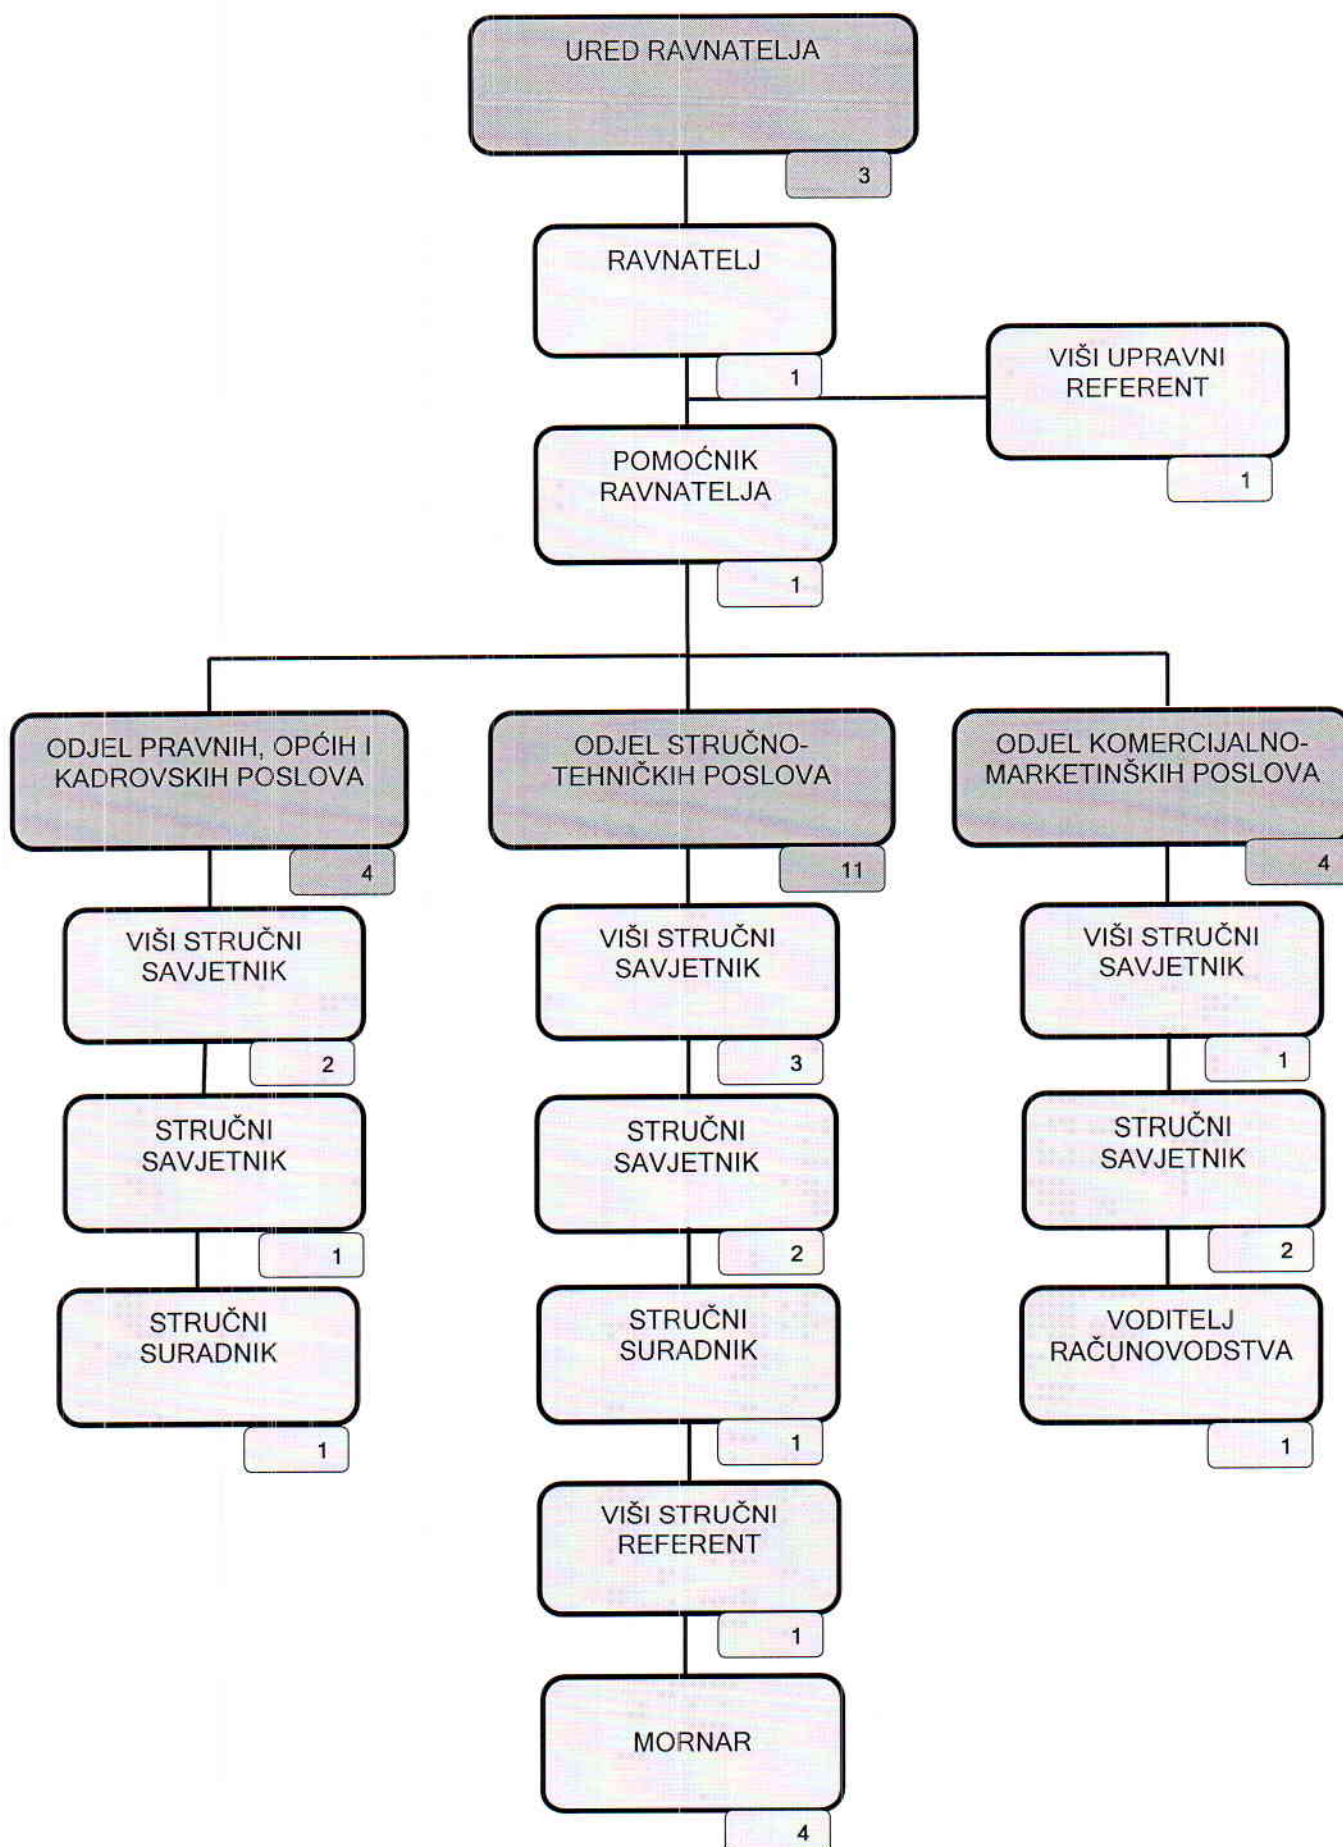 URED RAVNATELJA
3
RAVNATELJ
1
VIŠI UPRAVNI
REFERENT
1
POMOĆNIK
RAVNATELJA
1
ODJEL PRAVNIH, OPĆIH I
KADROVSKIH POSLOVA
4
VIŠI STRUČNI
SAVJETNIK
2
STRUČNI
SAVJETNIK
1
STRUČNI
SURADNIK
1
ODJEL STRUČNO-
TEHNIČKIH POSLOVA
11
VIŠI STRUČNI
SAVJETNIK
3
STRUČNI
SAVJETNIK
2
STRUČNI
SURADNIK
1
VIŠI STRUČNI
REFERENT
1
MORNAR
4
ODJEL KOMERCIJALNO-
MARKETINŠKIH POSLOVA
4
VIŠI STRUČNI
SAVJETNIK
1
STRUČNI
SAVJETNIK
2
VODITELJ
RAČUNOVODSTVA
1